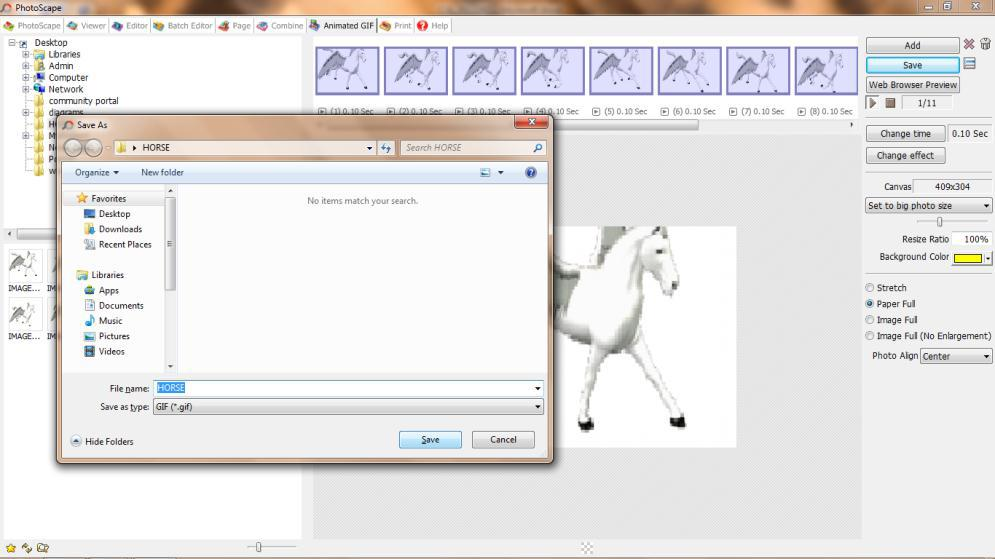 PhotoScape
PhotoScape Viewer Editor Batch Editor Page Combine Animated GIF Print Help
Desktop
Libraries
Admin
Computer
Network
community portal
diagrams
(1) 0.10 Sec (2) 0.10 Sec (3) 0.10 Sec (4) 0.10 Sec (5) 0.10 Sec (6) 0.10 Sec (7) 0.10 Sec (8) 0.10 Sec
Add
Save
Web Browser Preview
1/11
Change time 0.10 Sec
Change effect
Canvas 409x304
Set to big photo size
Resize Ratio 100%
Background Color
Stretch
Paper Full
Image Full
Image Full (No Enlargement)
Photo Align Center
Save As
HORSE
Search HORSE
Organize New folder
No items match your search.
Favorites
Desktop
Downloads
Recent Places
Libraries
Apps
Documents
Music
Pictures
Videos
File name: HORSE
Save as type: GIF (*.gif)
Hide Folders
Save Cancel
IMAGE...
IMAGE...